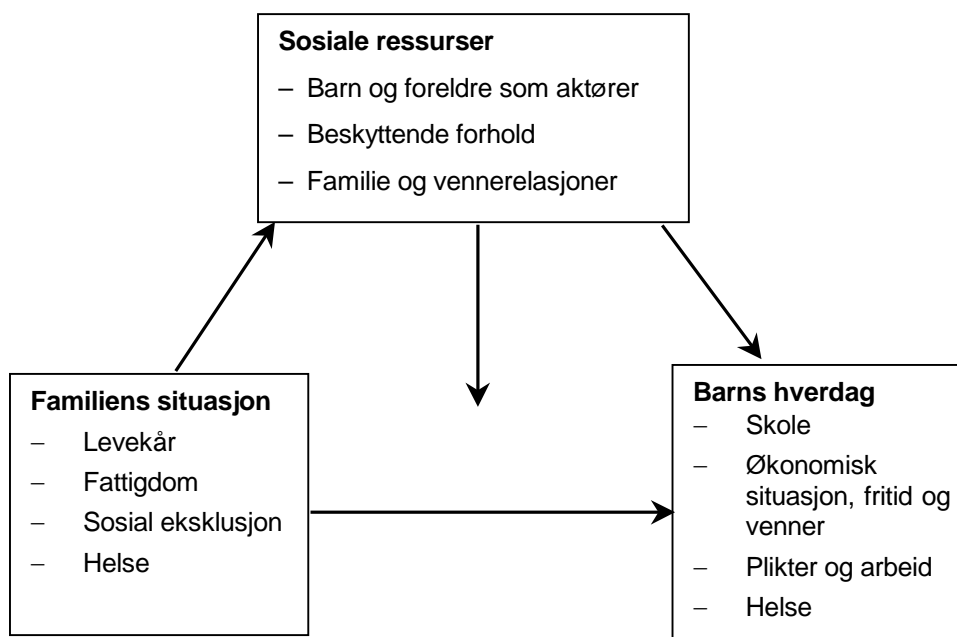 Sosiale ressurser
– Barn og foreldre som aktører
– Beskyttende forhold
– Familie og vennerelasjoner
Familiens situasjon
– Levekår
– Fattigdom
– Sosial eksklusjon
– Helse
Barns hverdag
– Skole
– Økonomisk
situasjon, fritid og
venner
– Plikter og arbeid
– Helse